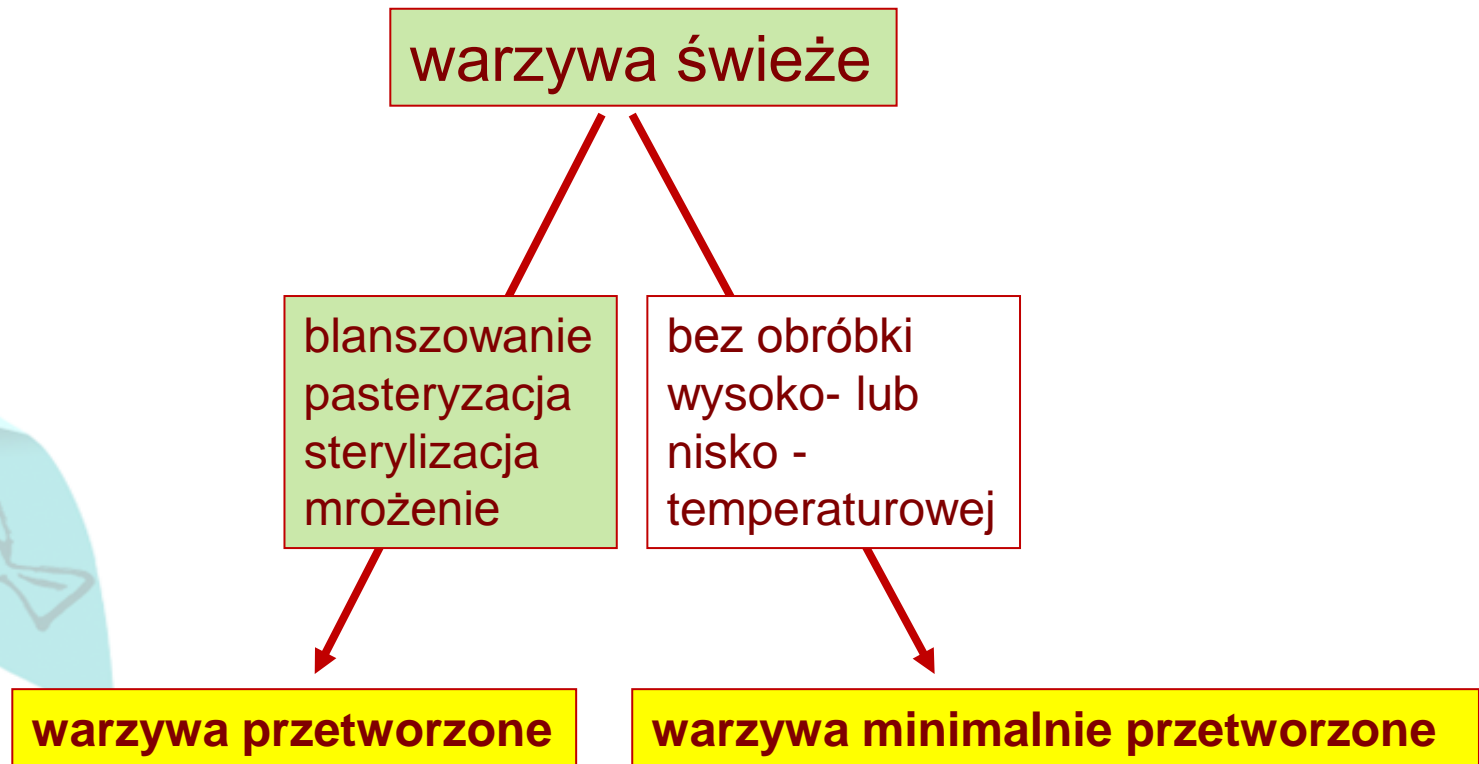 warzywa świeże
blanszowanie
pasteryzacja
sterylizacja
mrożenie
bez obróbki
wysoko- lub
nisko -
temperaturowej
warzywa przetworzone
warzywa minimalnie przetworzone